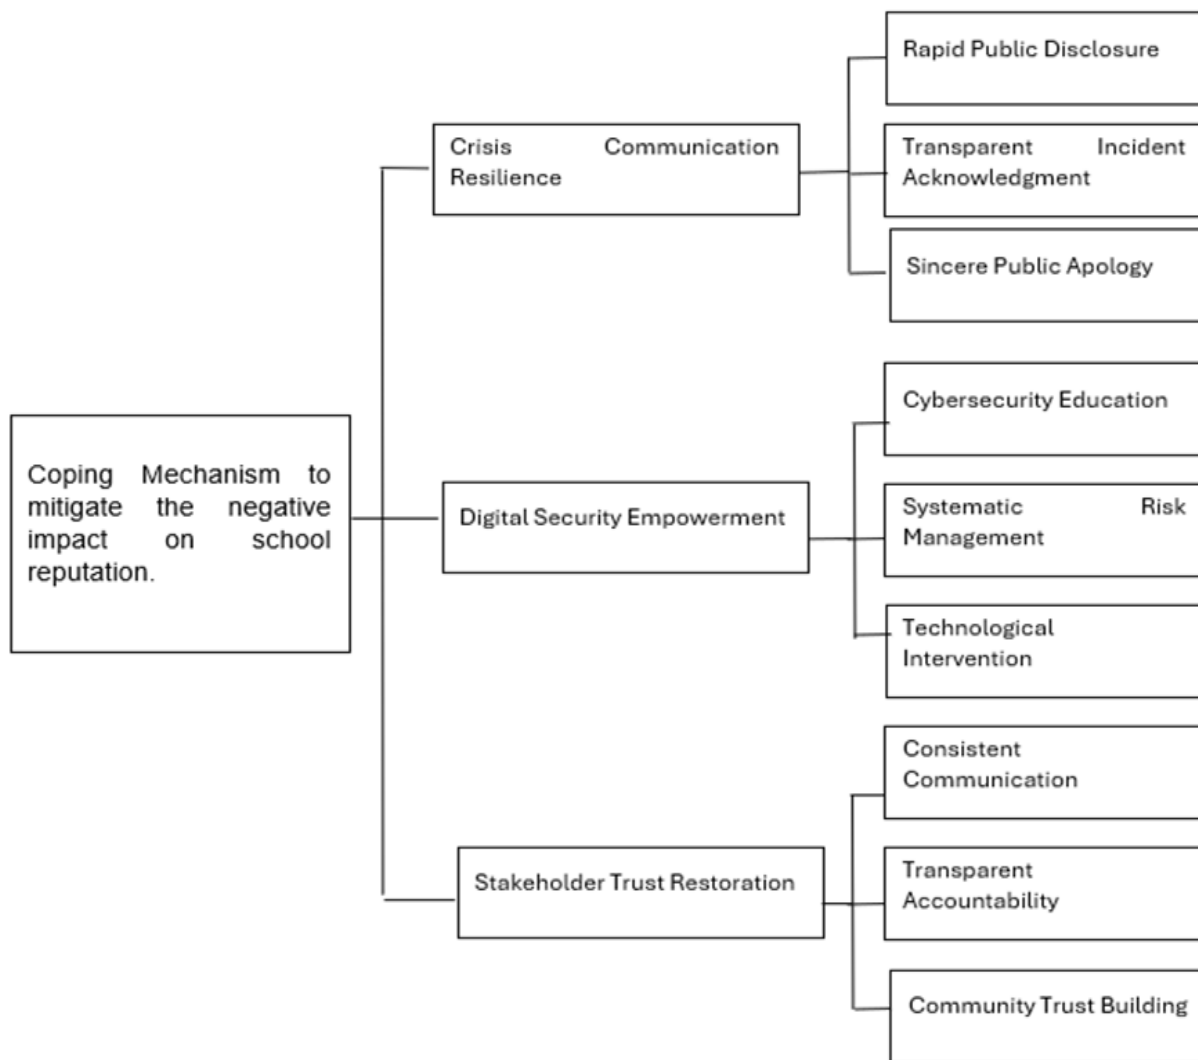 Coping Mechanism to
mitigate the negative
impact on school
reputation.
Crisis Communication
Resilience
Rapid Public Disclosure
Transparent Incident
Acknowledgment
Sincere Public Apology
Digital Security Empowerment
Cybersecurity Education
Systematic Risk
Management
Technological
Intervention
Stakeholder Trust Restoration
Consistent
Communication
Transparent
Accountability
Community Trust Building